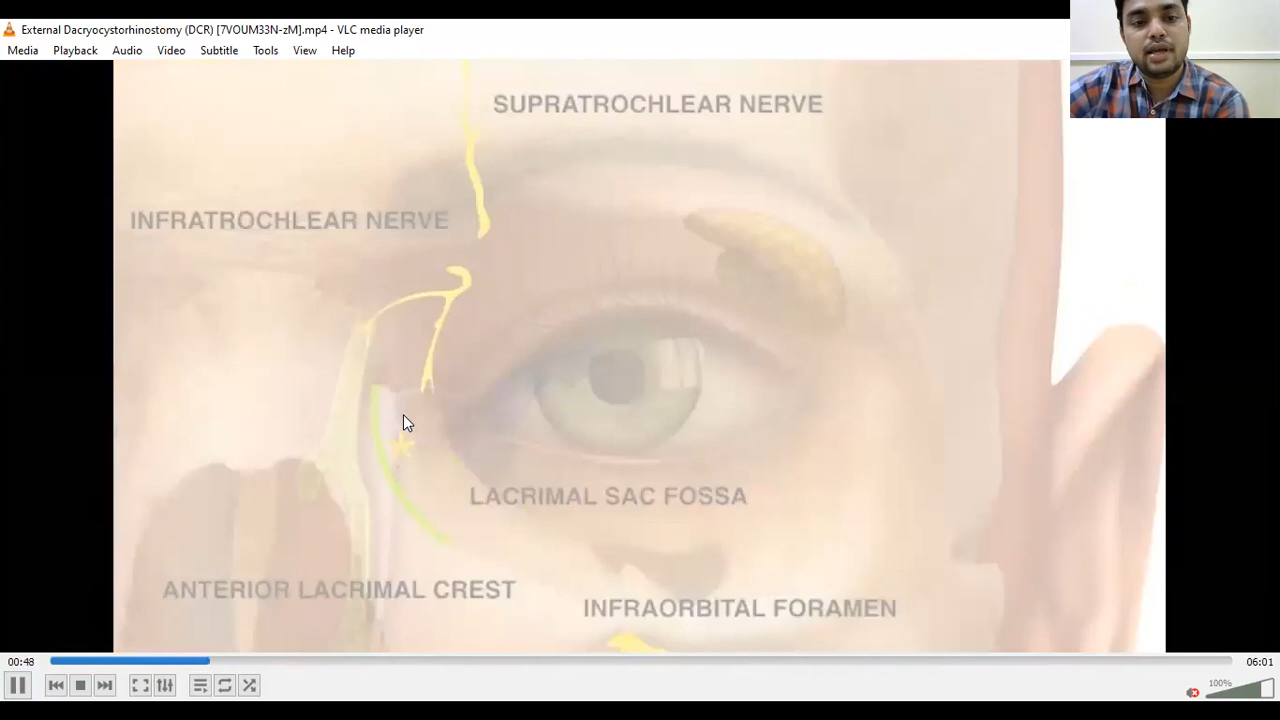 External Dacryocystorhinostomy (DCR) [7VOUM33N-zM].mp4 - VLC media player
Media Playback Audio Video Subtitle Tools View Help
SUPRATROCHLEAR NERVE
INFRATROCHLEAR NERVE
LACRIMAL SAC FOSSA
ANTERIOR LACRIMAL CREST
INFRAORBITAL FORAMEN
00:48
06:01
100%